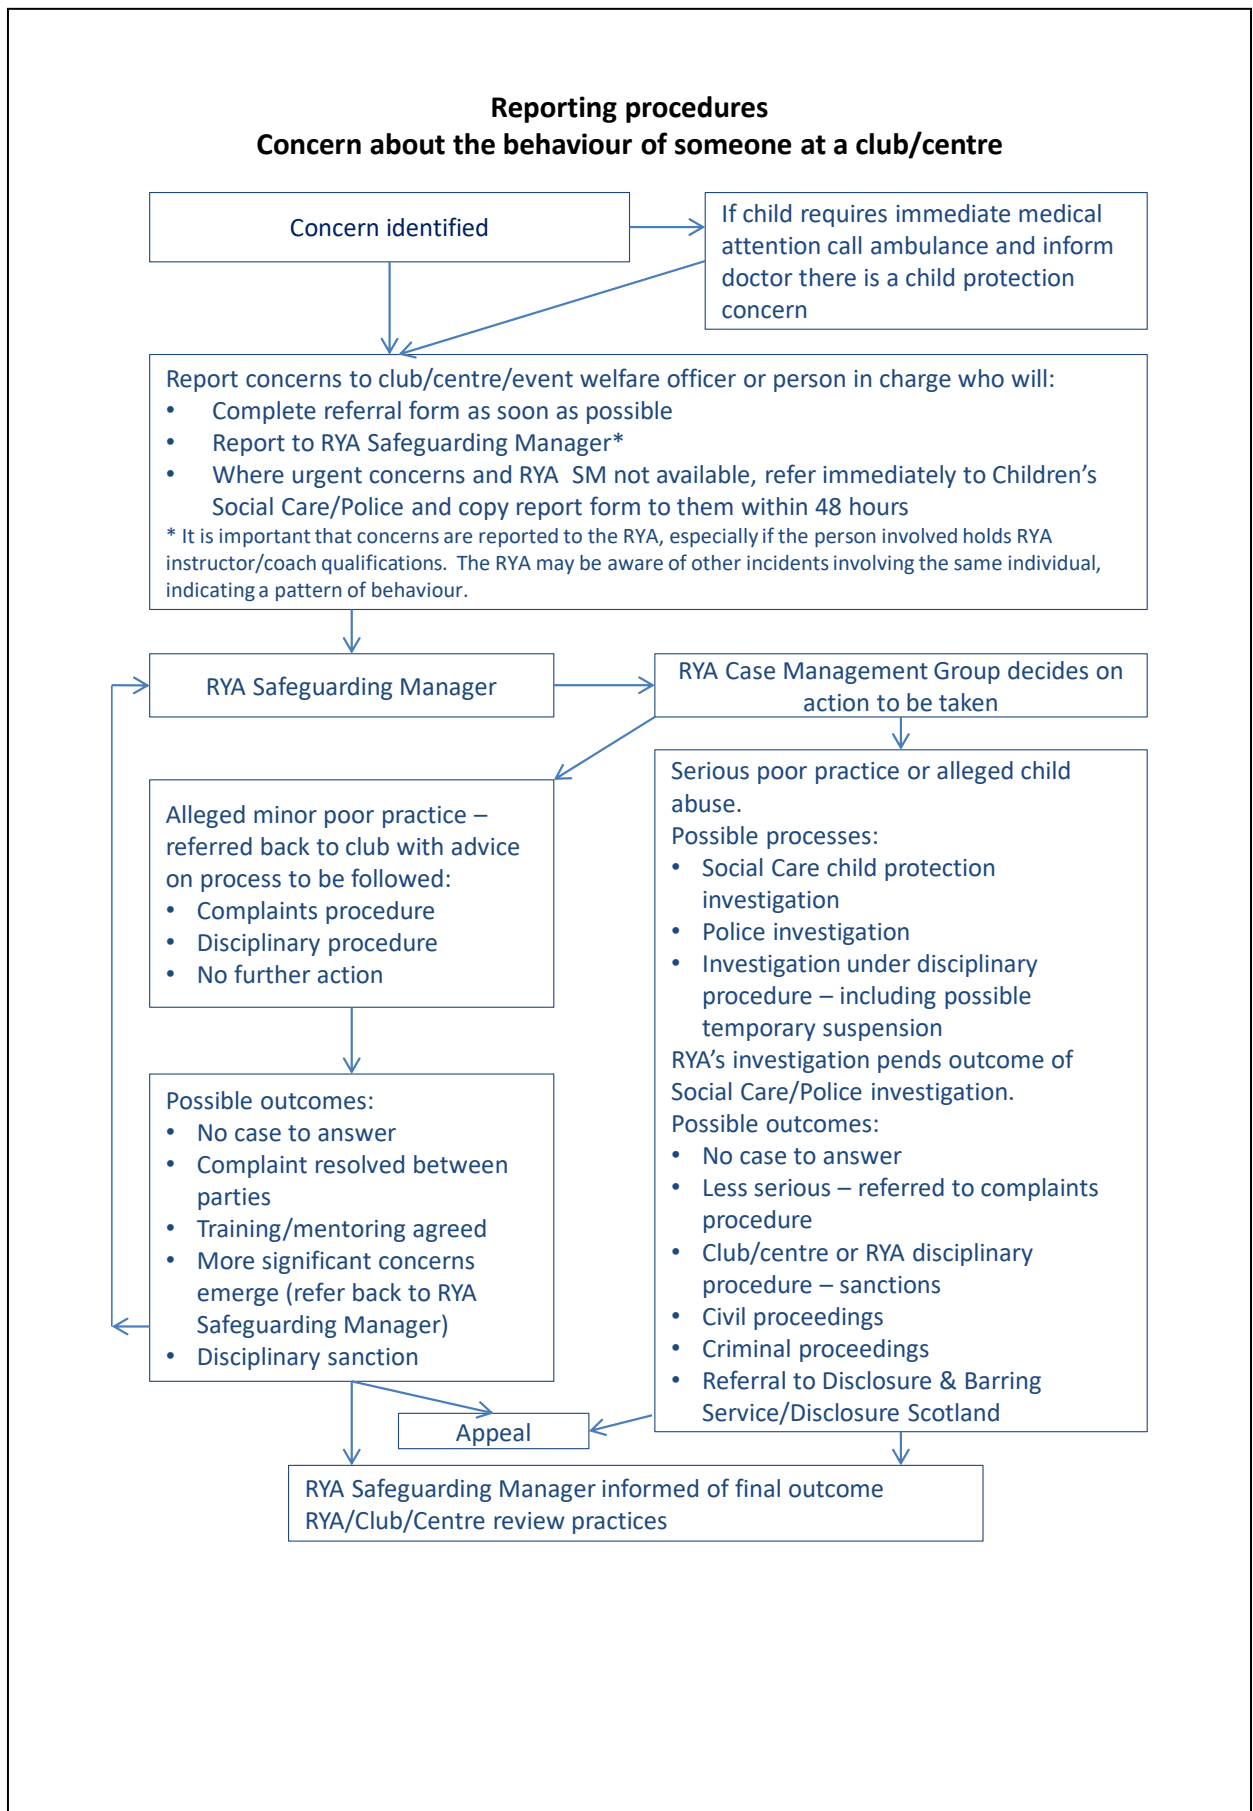 Reporting procedures
Concern about the behaviour of someone at a club/centre
Concern identified
If child requires immediate medical
attention call ambulance and inform
doctor there is a child protection
concern
Report concerns to club/centre/event welfare officer or person in charge who will:
• Complete referral form as soon as possible
• Report to RYA Safeguarding Manager*
• Where urgent concerns and RYA SM not available, refer immediately to Children’s
Social Care/Police and copy report form to them within 48 hours
* It is important that concerns are reported to the RYA, especially if the person involved holds RYA
instructor/coach qualifications. The RYA may be aware of other incidents involving the same individual,
indicating a pattern of behaviour.
RYA Safeguarding Manager
RYA Case Management Group decides on
action to be taken
Alleged minor poor practice –
referred back to club with advice
on process to be followed:
• Complaints procedure
• Disciplinary procedure
• No further action
Possible outcomes:
• No case to answer
• Complaint resolved between
parties
• Training/mentoring agreed
• More significant concerns
emerge (refer back to RYA
Safeguarding Manager)
• Disciplinary sanction
Serious poor practice or alleged child
abuse.
Possible processes:
• Social Care child protection
investigation
• Police investigation
• Investigation under disciplinary
procedure – including possible
temporary suspension
RYA’s investigation pends outcome of
Social Care/Police investigation.
Possible outcomes:
• No case to answer
• Less serious – referred to complaints
procedure
• Club/centre or RYA disciplinary
procedure – sanctions
• Civil proceedings
• Criminal proceedings
• Referral to Disclosure & Barring
Service/Disclosure Scotland
Appeal
RYA Safeguarding Manager informed of final outcome
RYA/Club/Centre review practices